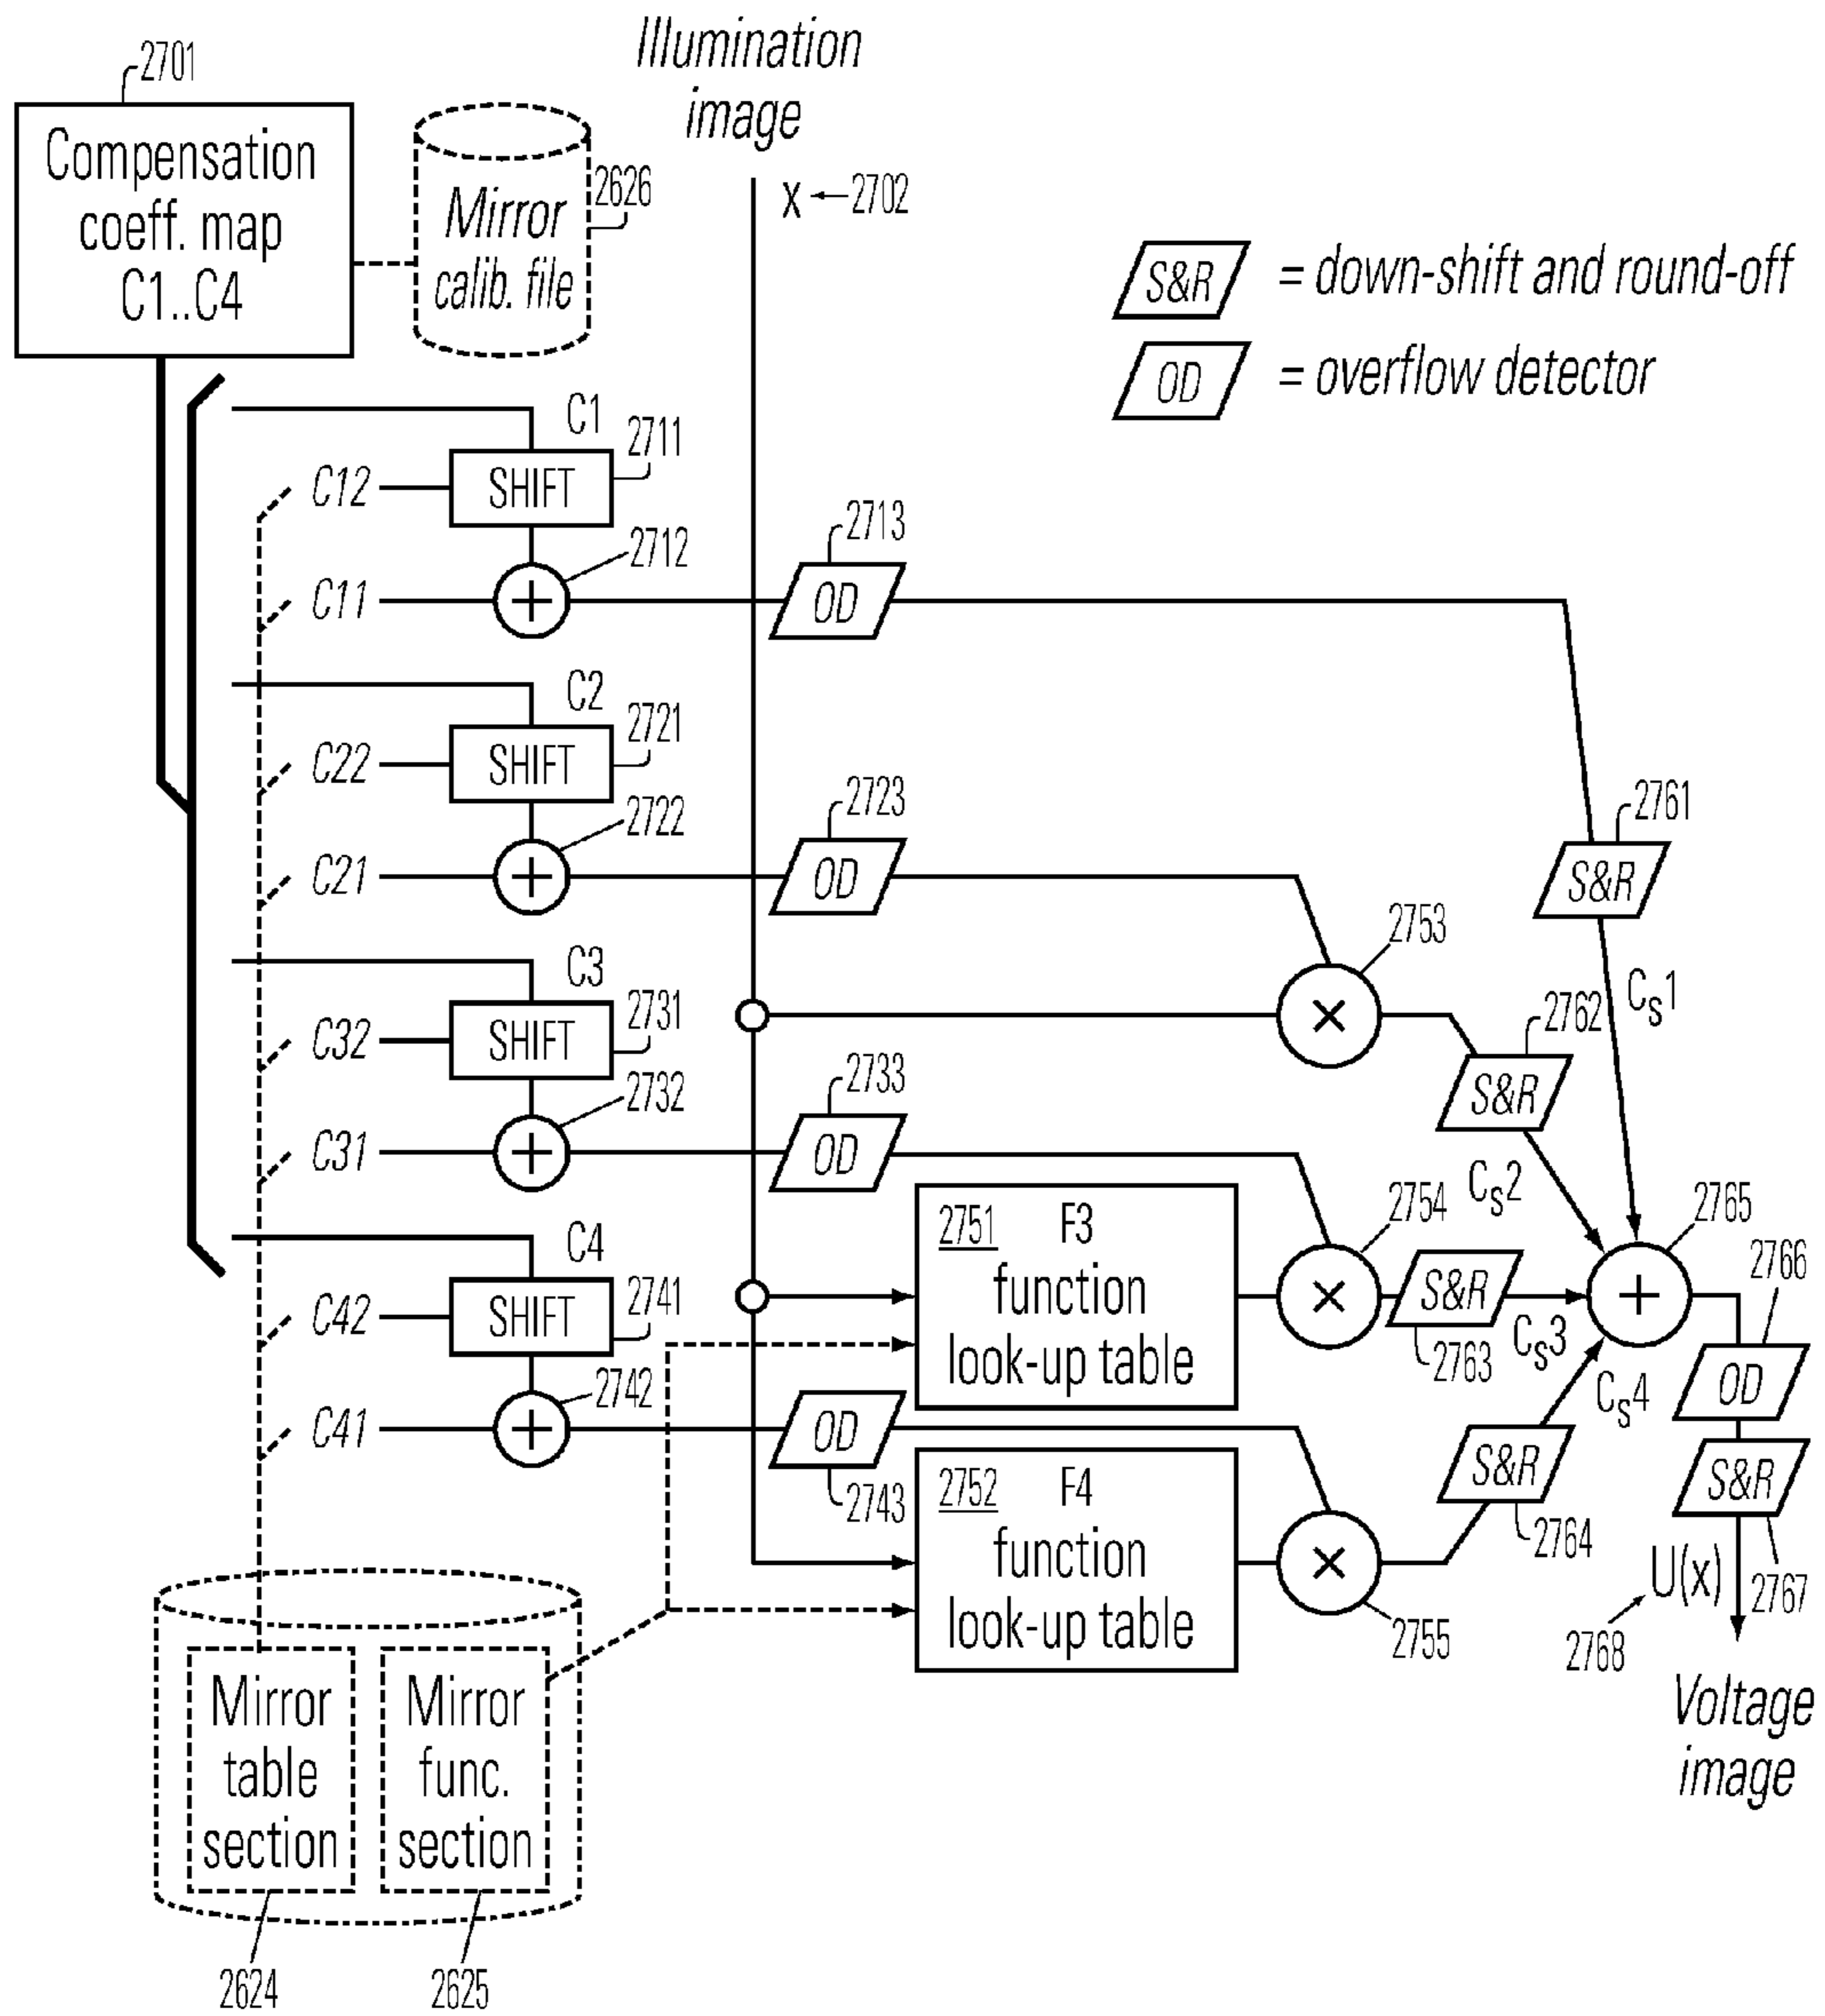 2701
Compensation
coeff. map
C1..C4
Mirror
calib. file
2626
Illumination
image
X
2702
S&R
= down-shift and round-off
OD
= overflow detector
C1
2711
C12
SHIFT
2712
C11
+
2713
OD
C2
2721
C22
SHIFT
2722
C21
+
2723
OD
2761
S&R
2753
×
Cs1
C3
2731
C32
SHIFT
2762
S&R
2732
C31
+
2733
OD
Cs2
2751 F3
function
look-up table
2754
×
S&R
2763
Cs3
2765
+
2766
OD
C4
2741
C42
SHIFT
2742
C41
+
OD
2743
Cs4
S&R
2764
S&R
2767
2752 F4
function
look-up table
×
2755
U(x)
2768
Voltage
image
Mirror
table
section
Mirror
func.
section
2624
2625